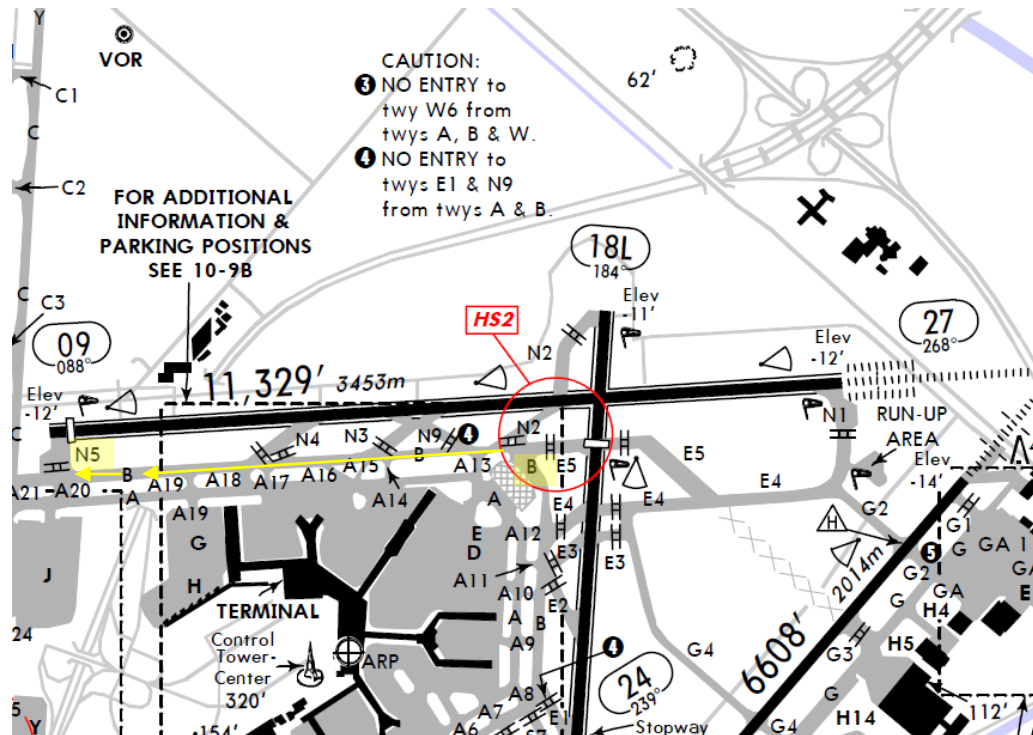 Y
VOR
C1
C
C2
C
C3
C
CAUTION:
3 NO ENTRY to
twy W6 from
twys A, B & W.
4 NO ENTRY to
twys E1 & N9
from twys A & B.
62'
FOR ADDITIONAL
INFORMATION &
PARKING POSITIONS
SEE 10-9B
18L
184°
Elev
-11'
HS2
N2
09
088°
27
268°
Elev
-12'
Elev
-12'
11,329' 3453m
N5
N4
N3
N9
4
N2
N1
RUN-UP
AREA
Elev
-14'
A21
A20
B
A
A19
A18
A17
A16
A15
A14
B
A13
B
E5
E5
E4
E4
E4
A19
A
A12
E3
E3
A11
A10
E2
A
B
A9
A8
A7
A6
E1
S7
4
G
H
E
D
J
24
TERMINAL
Control
Tower-
Center
320'
154'
ARP
G2
H
2014m
6608'
G1
G
GA 1
GA
G2
5
GA
G
H4
E
G3
H5
G4
G
G4
H14
112'
24
239°
Stopway
5
Y